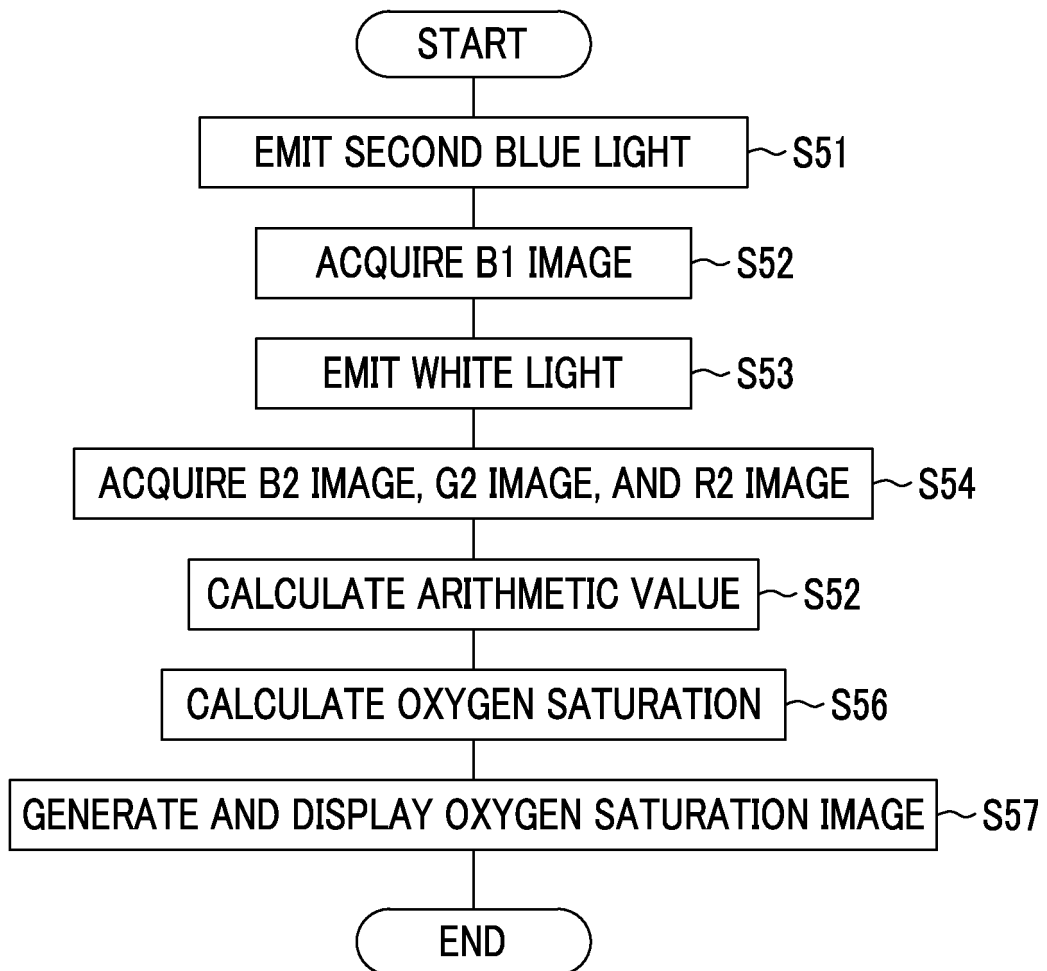 START
EMIT SECOND BLUE LIGHT S51
ACQUIRE B1 IMAGE S52
EMIT WHITE LIGHT S53
ACQUIRE B2 IMAGE, G2 IMAGE, AND R2 IMAGE S54
CALCULATE ARITHMETIC VALUE S52
CALCULATE OXYGEN SATURATION S56
GENERATE AND DISPLAY OXYGEN SATURATION IMAGE S57
END